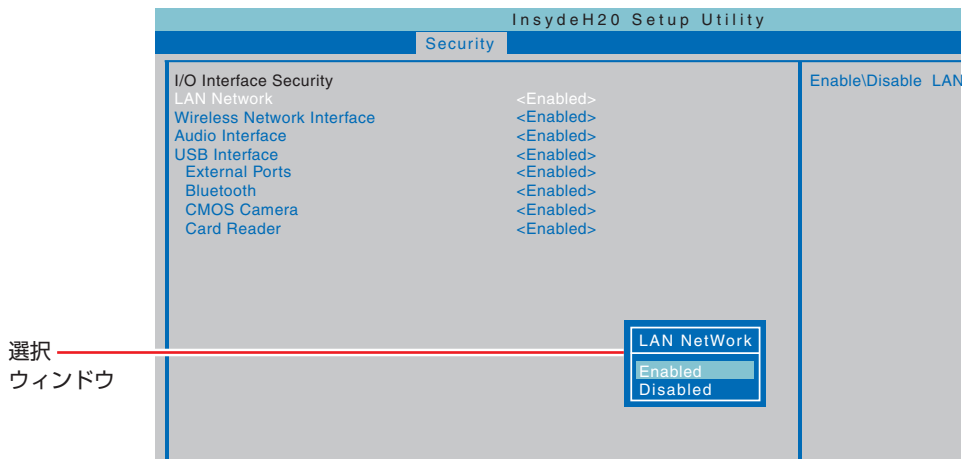 InsydeH20 Setup Utility
Security
I/O Interface Security
LAN Network <Enabled>
Wireless Network Interface <Enabled>
Audio Interface <Enabled>
USB Interface <Enabled>
External Ports <Enabled>
Bluetooth <Enabled>
CMOS Camera <Enabled>
Card Reader <Enabled>
Enable\Disable LAN
選択
ウィンドウ
LAN NetWork
Enabled
Disabled